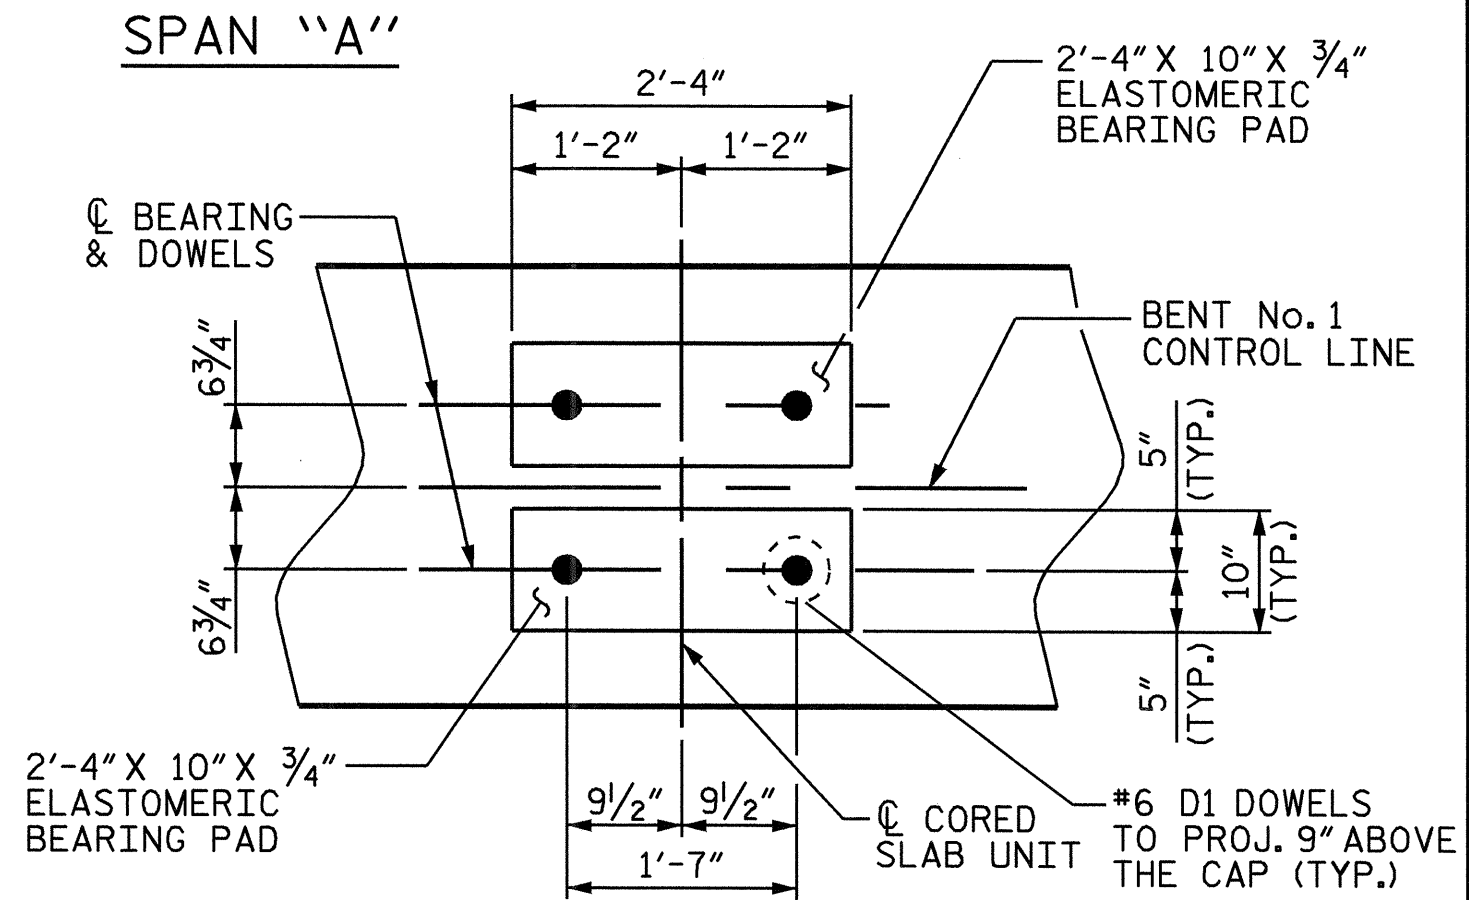 SPAN "A"
2'-4" X 10" X 3/4"
ELASTOMERIC
BEARING PAD
2'-4"
1'-2"
1'-2"
℄ BEARING
& DOWELS
BENT No. 1
CONTROL LINE
6 3/4"
6 3/4"
5"
(TYP.)
10"
(TYP.)
5"
(TYP.)
2'-4" X 10" X 3/4"
ELASTOMERIC
BEARING PAD
9 1/2"
9 1/2"
1'-7"
℄ CORED
SLAB UNIT
#6 D1 DOWELS
TO PROJ. 9" ABOVE
THE CAP (TYP.)